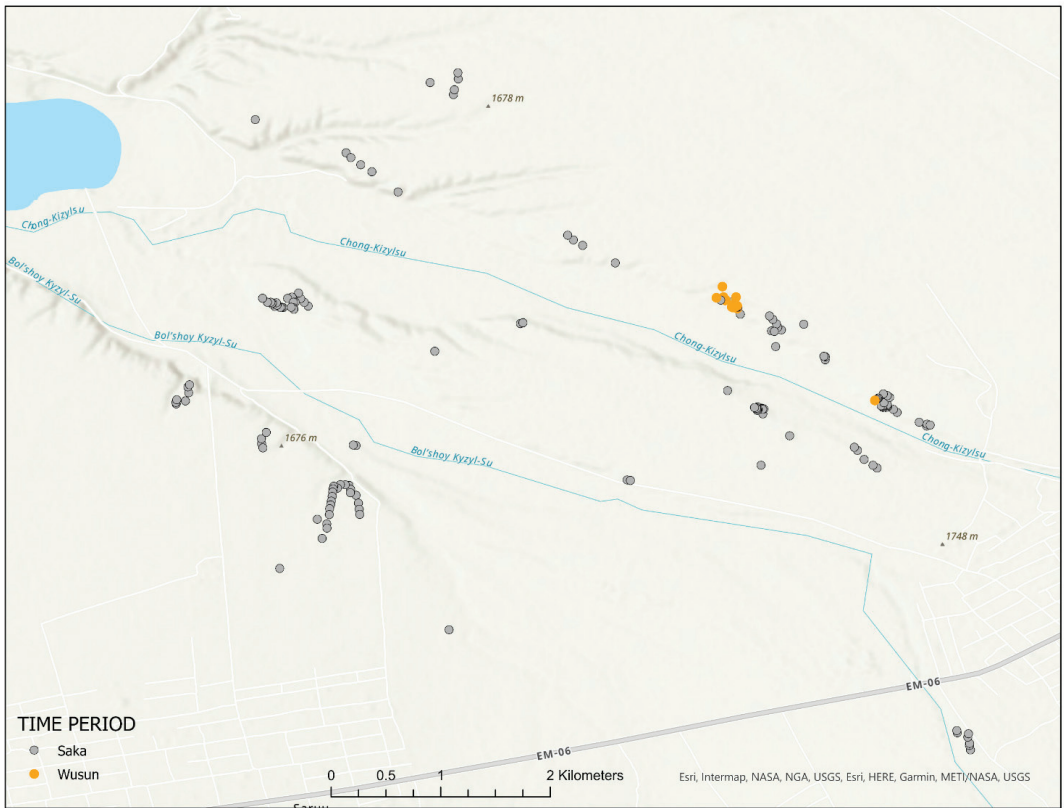 1678 m
Chong-Kizylsu
Chong-Kizylsu
Bol'shoy Kyzyl-Su
Bol'shoy Kyzyl-Su
Chong-Kizylsu
Chong-Kizylsu
1676 m
Bol'shoy Kyzyl-Su
1748 m
EM-06
TIME PERIOD
Saka
Wusun
EM-06
0 0.5 1 2 Kilometers
Esri, Intermap, NASA, NGA, USGS, Esri, HERE, Garmin, METI/NASA, USGS